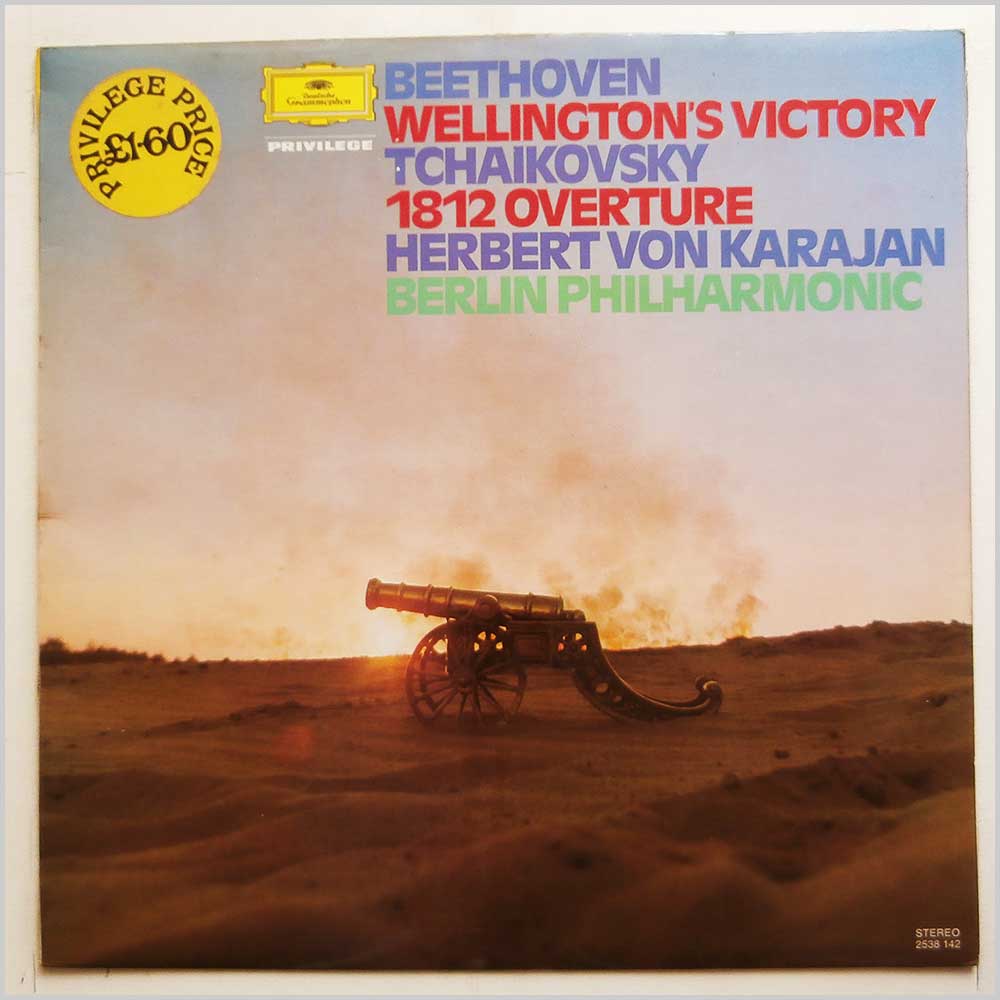 PRIVILEGE PRICE
£1·60
Deutsche
Grammophon
PRIVILEGE
BEETHOVEN
WELLINGTON'S VICTORY
TCHAIKOVSKY
1812 OVERTURE
HERBERT VON KARAJAN
BERLIN PHILHARMONIC
STEREO
2538 142